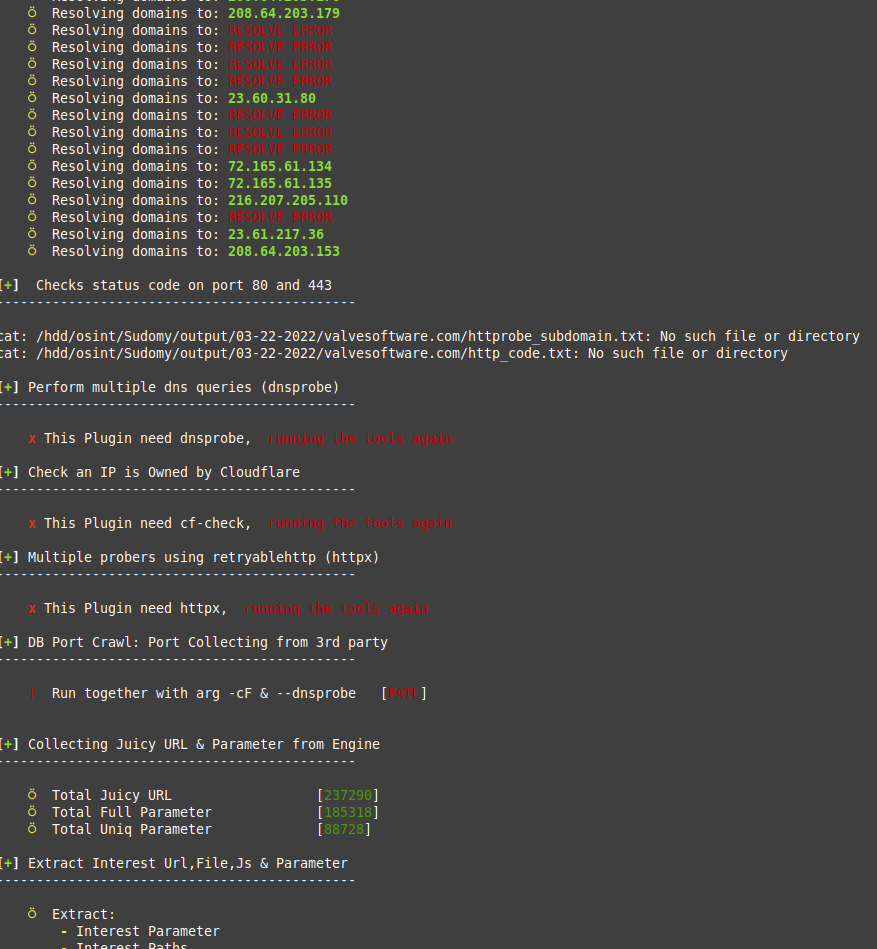 Resolving domains to:
Ö Resolving domains to: 208.64.203.179
Ö Resolving domains to: RESOLVE ERROR
Ö Resolving domains to: RESOLVE ERROR
Ö Resolving domains to: RESOLVE ERROR
Ö Resolving domains to: RESOLVE ERROR
Ö Resolving domains to: 23.60.31.80
Ö Resolving domains to: RESOLVE ERROR
Ö Resolving domains to: RESOLVE ERROR
Ö Resolving domains to: RESOLVE ERROR
Ö Resolving domains to: 72.165.61.134
Ö Resolving domains to: 72.165.61.135
Ö Resolving domains to: 216.207.205.110
Ö Resolving domains to: RESOLVE ERROR
Ö Resolving domains to: 23.61.217.36
Ö Resolving domains to: 208.64.203.153
[+] Checks status code on port 80 and 443
---------------------------------------------
cat: /hdd/osint/Sudomy/output/03-22-2022/valvesoftware.com/httprobe_subdomain.txt: No such file or directory
cat: /hdd/osint/Sudomy/output/03-22-2022/valvesoftware.com/http_code.txt: No such file or directory
[+] Perform multiple dns queries (dnsprobe)
---------------------------------------------
x This Plugin need dnsprobe, running the tools again
[+] Check an IP is Owned by Cloudflare
---------------------------------------------
x This Plugin need cf-check, running the tools again
[+] Multiple probers using retryablehttp (httpx)
---------------------------------------------
x This Plugin need httpx, running the tools again
[+] DB Port Crawl: Port Collecting from 3rd party
---------------------------------------------
! Run together with arg -cF & --dnsprobe [FAIL]
[+] Collecting Juicy URL & Parameter from Engine
---------------------------------------------
Ö Total Juicy URL [237290]
Ö Total Full Parameter [185318]
Ö Total Uniq Parameter [88728]
[+] Extract Interest Url,File,Js & Parameter
---------------------------------------------
Ö Extract:
- Interest Parameter
- Interest Paths